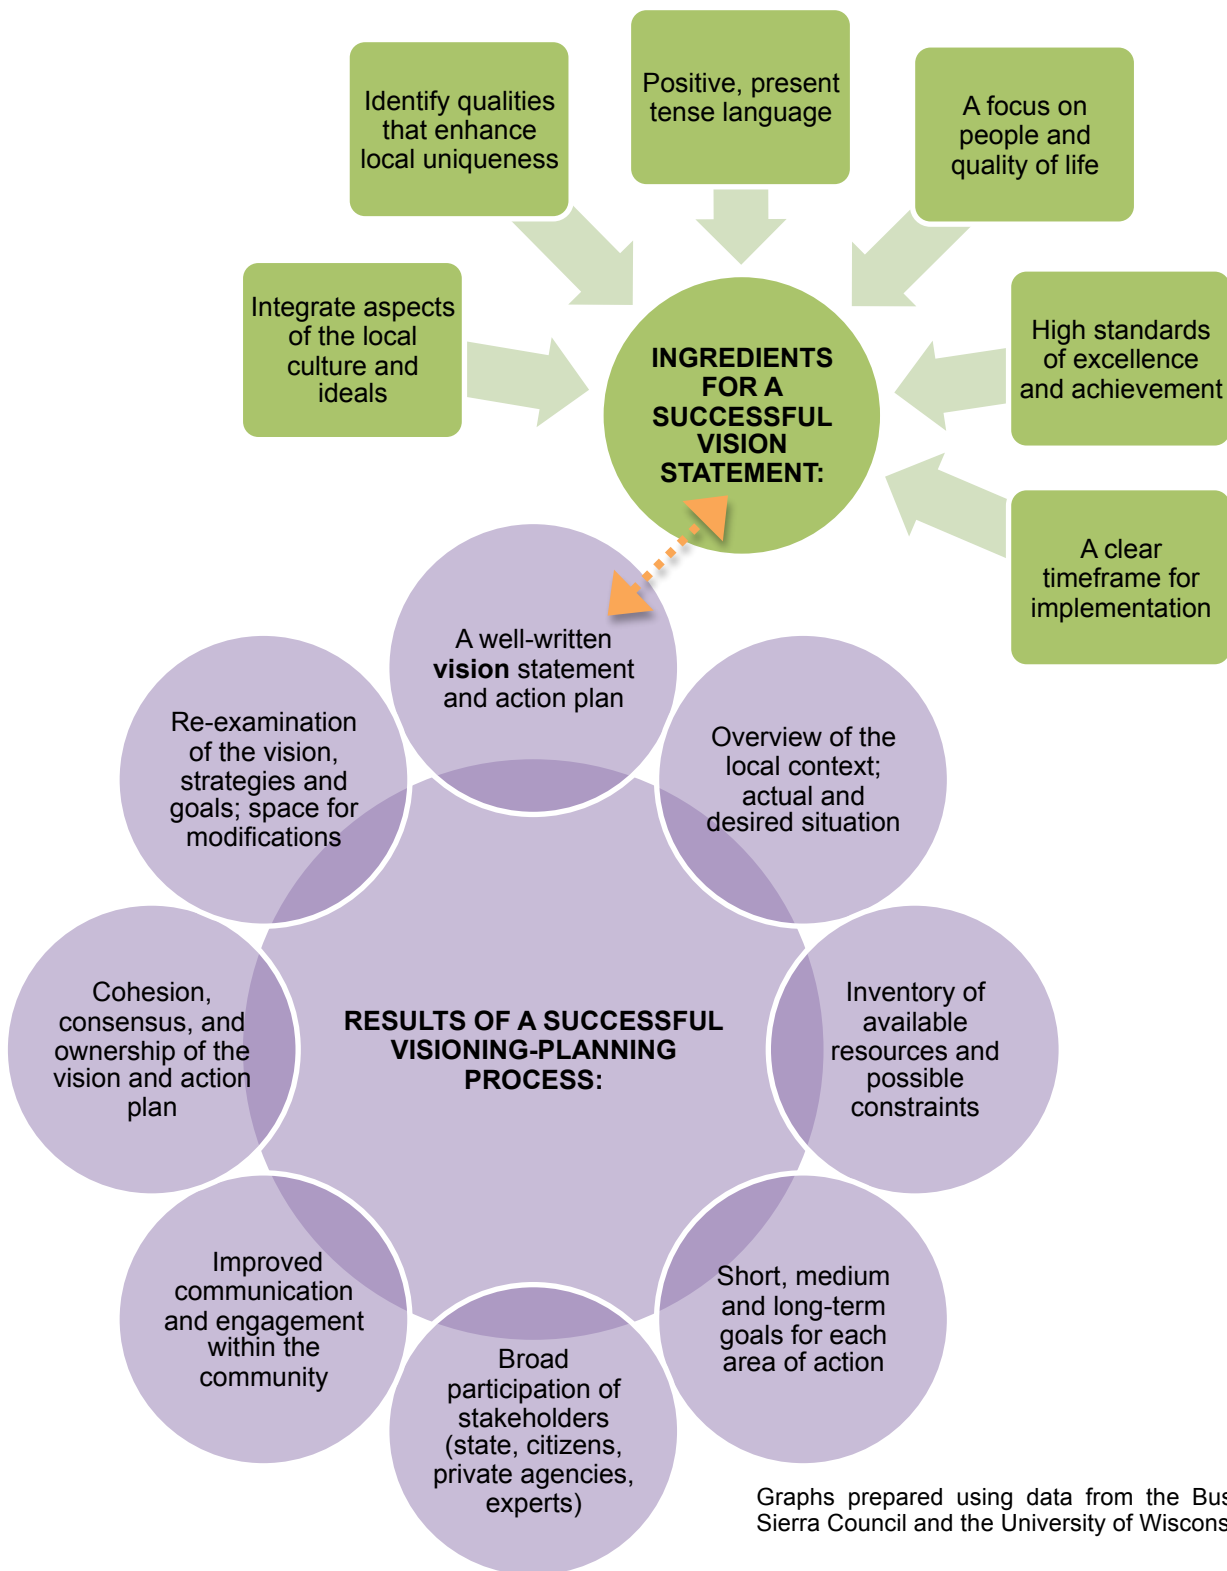 Identify qualities
that enhance
local uniqueness
Positive, present
tense language
A focus on
people and
quality of life
Integrate aspects
of the local
culture and
ideals
INGREDIENTS
FOR A
SUCCESSFUL
VISION
STATEMENT:
High standards
of excellence
and achievement
A clear
timeframe for
implementation
A well-written
vision statement
and action plan
Re-examination
of the vision,
strategies and
goals; space for
modifications
Overview of the
local context;
actual and
desired situation
Cohesion,
consensus, and
ownership of the
vision and action
plan
RESULTS OF A SUCCESSFUL
VISIONING-PLANNING
PROCESS:
Inventory of
available
resources and
possible
constraints
Improved
communication
and engagement
within the
community
Short, medium
and long-term
goals for each
area of action
Broad
participation of
stakeholders
(state, citizens,
private agencies,
experts)
Graphs prepared using data from the Bus
Sierra Council and the University of Wiscons